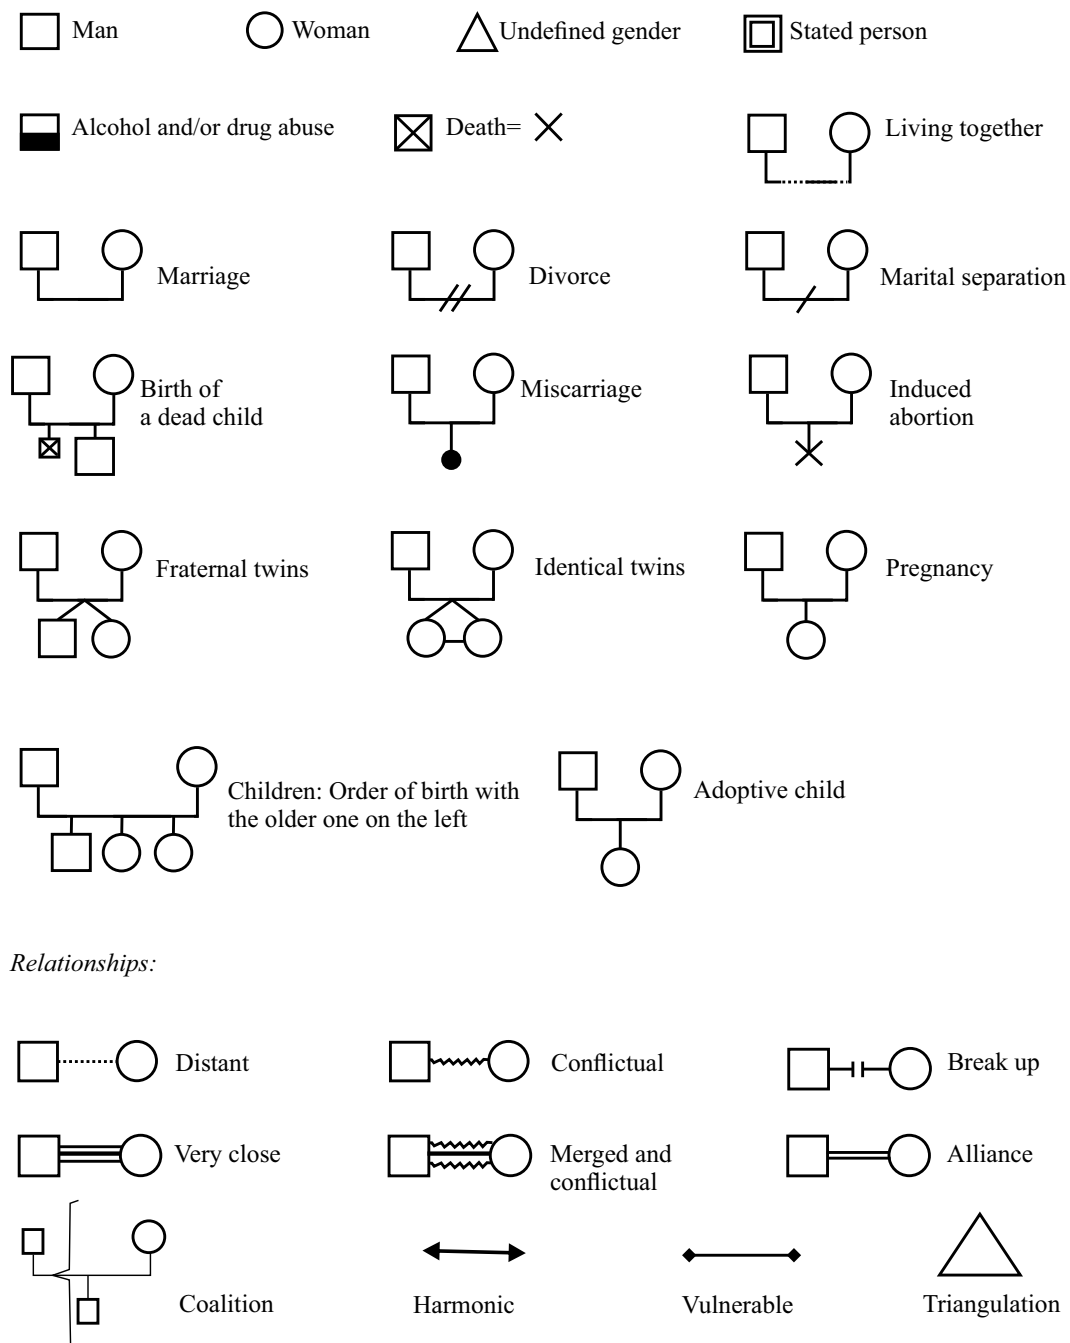 Man
Woman
Undefined gender
Stated person
Alcohol and/or drug abuse
Death=
Living together
Marriage
Divorce
Marital separation
Birth of
a dead child
Miscarriage
Induced
abortion
Fraternal twins
Identical twins
Pregnancy
Children: Order of birth with
the older one on the left
Adoptive child
Relationships:
Distant
Conflictual
Break up
Very close
Merged and
conflictual
Alliance
Coalition
Harmonic
Vulnerable
Triangulation